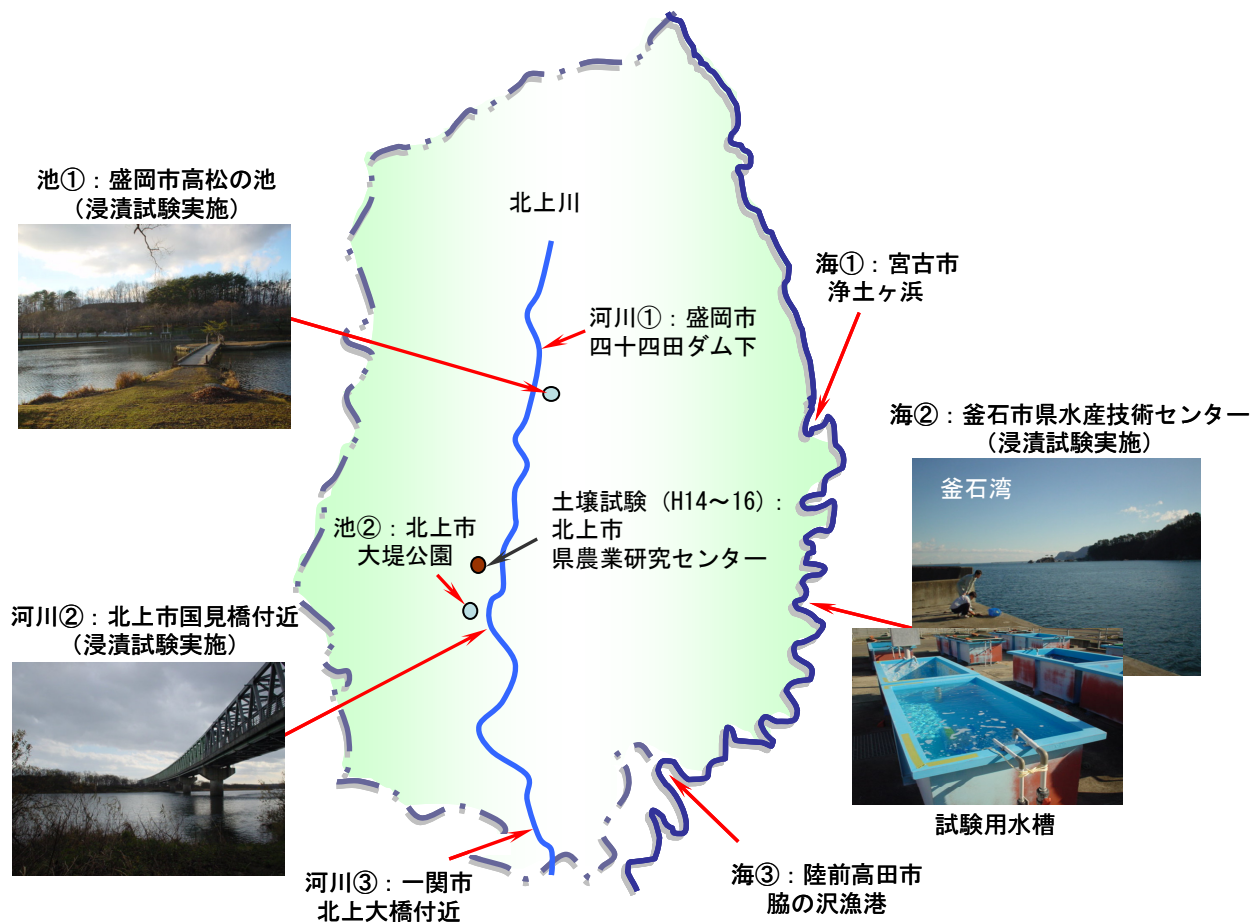 池①：盛岡市高松の池
（浸漬試験実施）
北上川
河川①：盛岡市
四十四田ダム下
海①：宮古市
浄土ヶ浜
海②：釜石市県水産技術センター
（浸漬試験実施）
釜石湾
土壌試験（H14～16）：
北上市
県農業研究センター
池②：北上市
大堤公園
河川②：北上市国見橋付近
（浸漬試験実施）
試験用水槽
河川③：一関市
北上大橋付近
海③：陸前高田市
脇の沢漁港